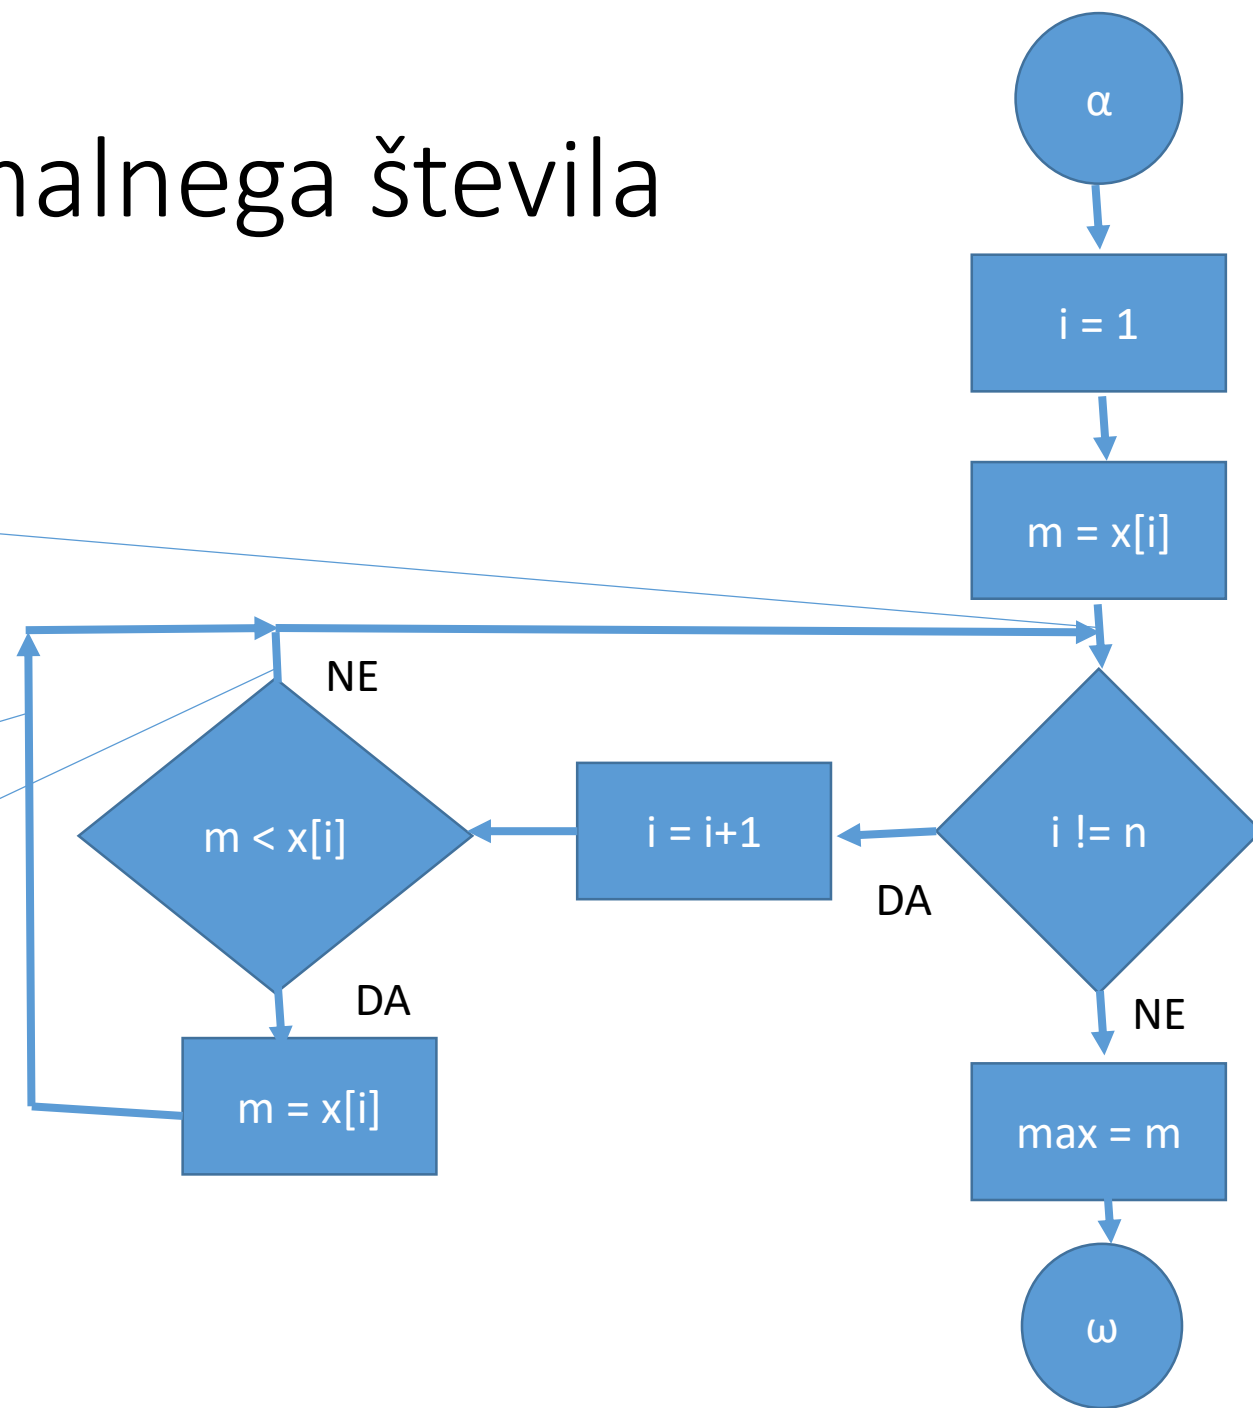 nalnega števila
α
i = 1
m = x[i]
i != n
DA
i = i+1
m < x[i]
NE
DA
m = x[i]
NE
max = m
ω